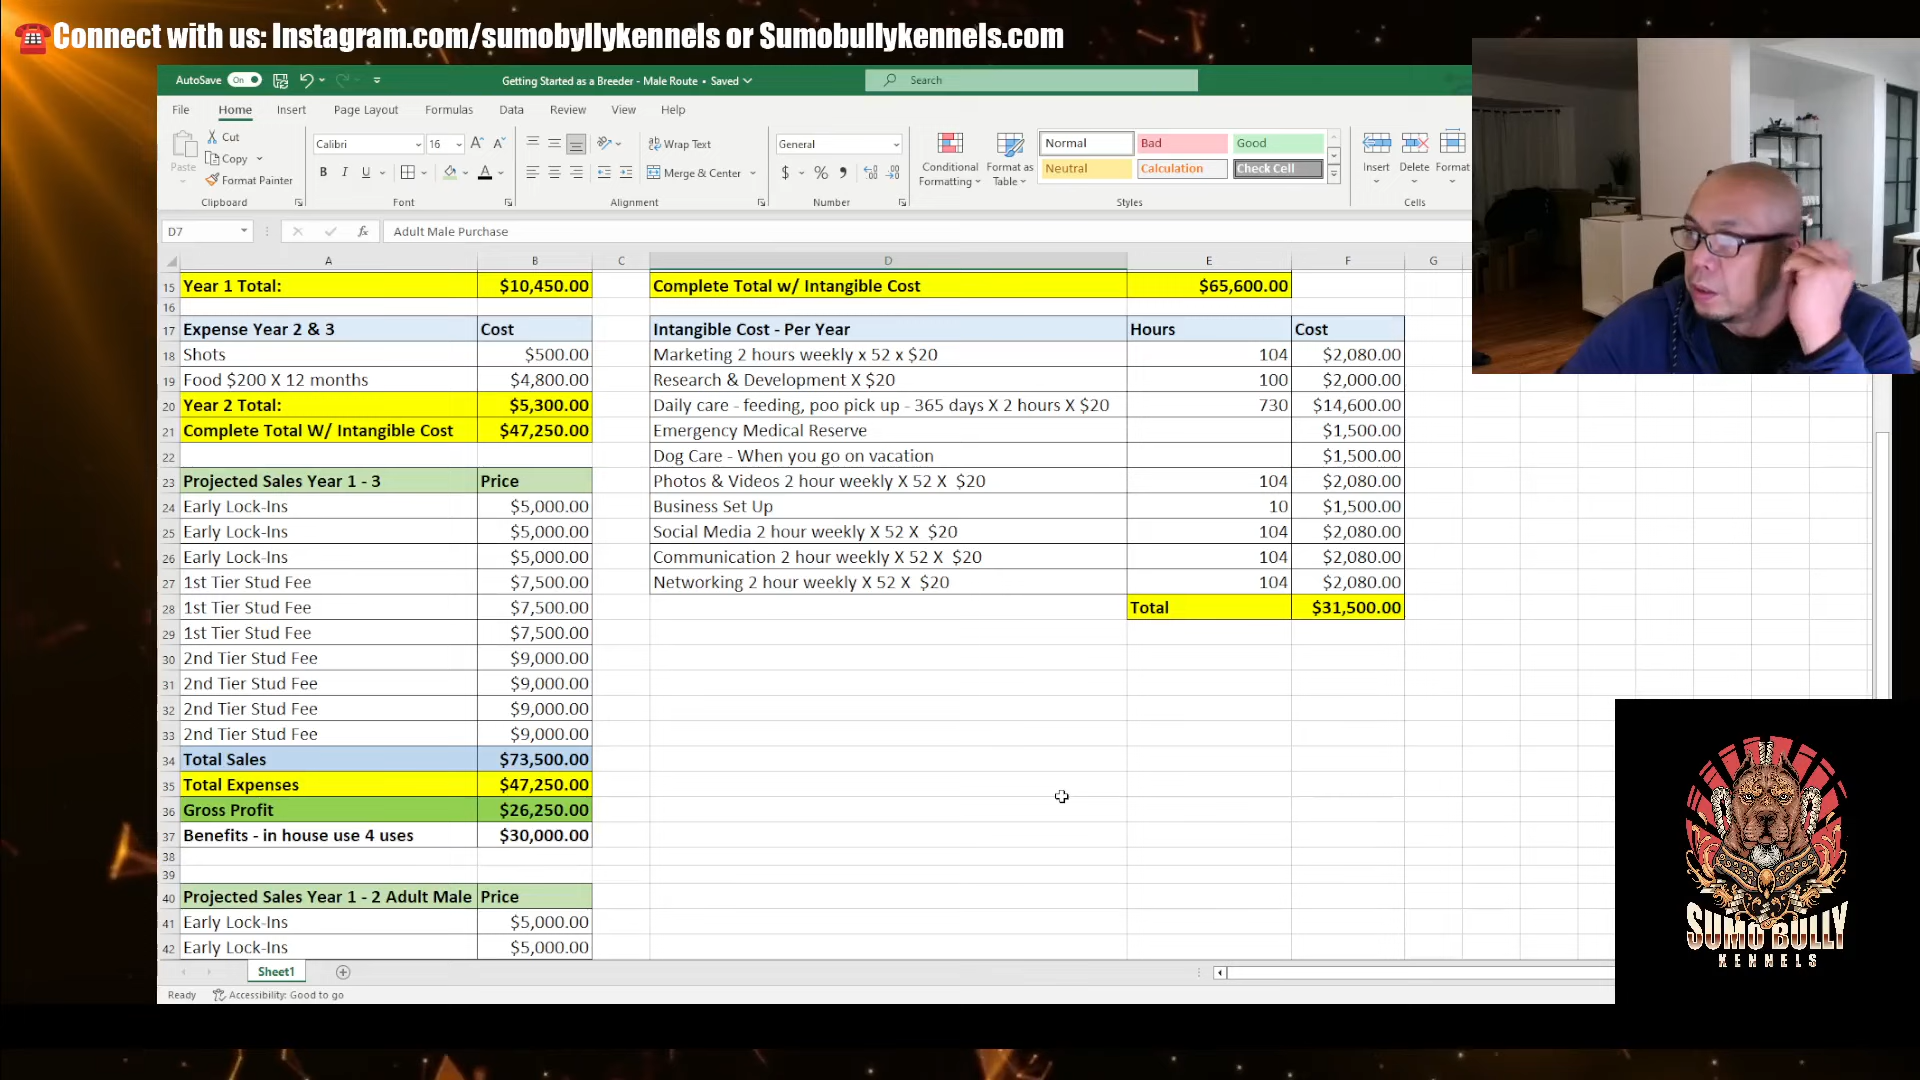 ☎Connect with us: Instagram.com/sumobyllykennels or Sumobullykennels.com
AutoSave On Getting Started as a Breeder - Male Route • Saved Search
File Home Insert Page Layout Formulas Data Review View Help
Paste Cut Copy Format Painter Clipboard
Calibri 16 B I U A Font
Wrap Text Merge & Center Alignment
General $ % Number
Conditional Formatting Format as Table Normal Bad Good Neutral Calculation Check Cell Styles
Insert Delete Format Cells
D7 fx Adult Male Purchase
A B C D E F G
15 Year 1 Total: $10,450.00 Complete Total w/ Intangible Cost $65,600.00
16
17 Expense Year 2 & 3 Cost Intangible Cost - Per Year Hours Cost
18 Shots $500.00 Marketing 2 hours weekly x 52 x $20 104 $2,080.00
19 Food $200 X 12 months $4,800.00 Research & Development X $20 100 $2,000.00
20 Year 2 Total: $5,300.00 Daily care - feeding, poo pick up - 365 days X 2 hours X $20 730 $14,600.00
21 Complete Total W/ Intangible Cost $47,250.00 Emergency Medical Reserve $1,500.00
22 Dog Care - When you go on vacation $1,500.00
23 Projected Sales Year 1 - 3 Price Photos & Videos 2 hour weekly X 52 X $20 104 $2,080.00
24 Early Lock-Ins $5,000.00 Business Set Up 10 $1,500.00
25 Early Lock-Ins $5,000.00 Social Media 2 hour weekly X 52 X $20 104 $2,080.00
26 Early Lock-Ins $5,000.00 Communication 2 hour weekly X 52 X $20 104 $2,080.00
27 1st Tier Stud Fee $7,500.00 Networking 2 hour weekly X 52 X $20 104 $2,080.00
28 1st Tier Stud Fee $7,500.00 Total $31,500.00
29 1st Tier Stud Fee $7,500.00
30 2nd Tier Stud Fee $9,000.00
31 2nd Tier Stud Fee $9,000.00
32 2nd Tier Stud Fee $9,000.00
33 2nd Tier Stud Fee $9,000.00
34 Total Sales $73,500.00
35 Total Expenses $47,250.00
36 Gross Profit $26,250.00
37 Benefits - in house use 4 uses $30,000.00
38
39
40 Projected Sales Year 1 - 2 Adult Male Price
41 Early Lock-Ins $5,000.00
42 Early Lock-Ins $5,000.00
Sheet1
Ready Accessibility: Good to go
SUMO BULLY
KENNELS